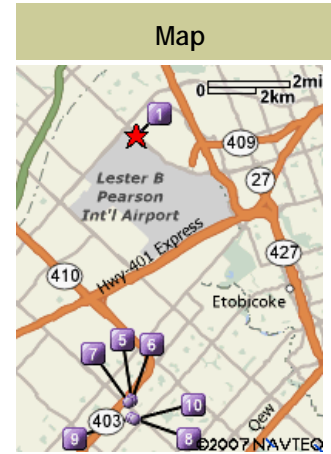 Map
0 2mi
2km
1
409
Lester B
Pearson
Int'l Airport
27
Hwy-401 Express
427
410
Etobicoke
5 6
7
10
403
Qew
9 8
©2007 NAVTEQ